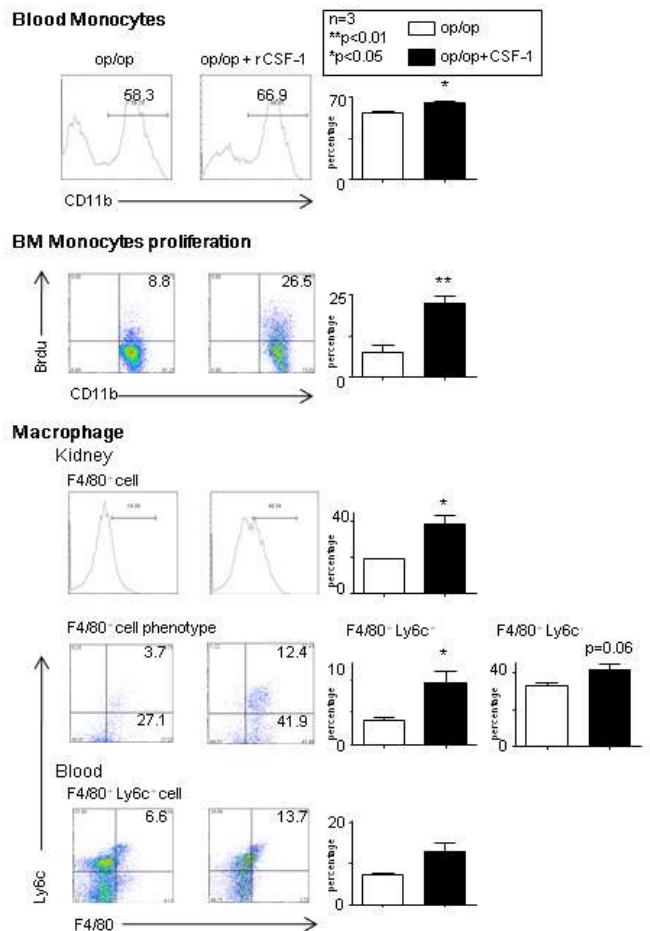 Blood Monocytes
n=3
**p<0.01
*p<0.05
op/op
op/op+CSF-1
op/op
op/op + rCSF-1
58.3
66.9
*
70
0
percentage
CD11b
BM Monocytes proliferation
8.8
26.5
**
25
0
percentage
Brdu
CD11b
Macrophage
Kidney
F4/80⁺ cell
*
40
0
percentage
F4/80⁺ cell phenotype
F4/80⁺ Ly6c⁺
F4/80⁺ Ly6c⁻
3.7
12.4
27.1
41.9
*
10
0
percentage
p=0.06
40
0
percentage
Blood
F4/80⁺ Ly6c⁺ cell
6.6
13.7
20
0
percentage
Ly6c
F4/80